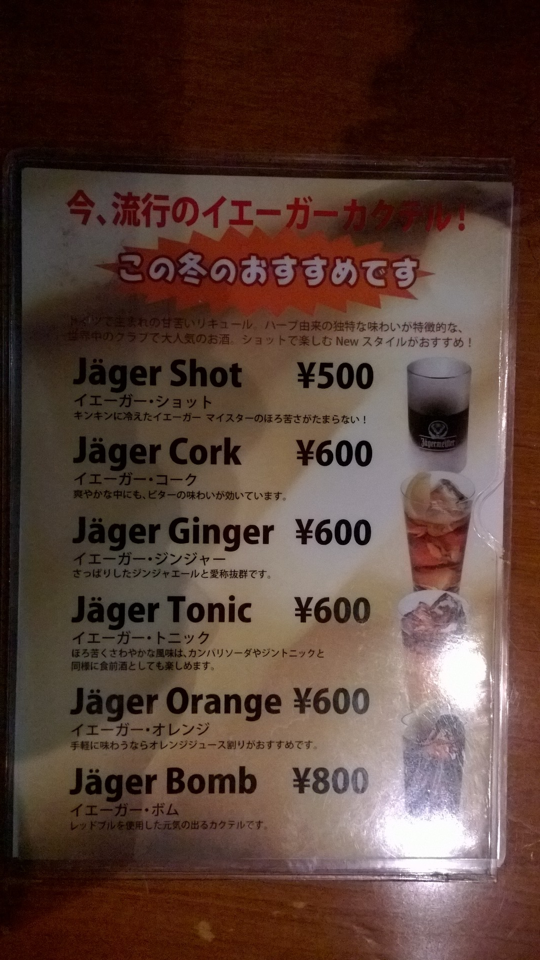 今、流行のイエーガーカクテル!
この冬のおすすめです
ドイツで生まれの甘苦いリキュール。ハーブ由来の独特な味わいが特徴的な、
世界中のクラブで大人気のお酒。ショットで楽しむ New スタイルがおすすめ!
Jäger Shot ¥500
イエーガー・ショット
キンキンに冷えたイエーガー マイスターのほろ苦さがたまらない!
Jägermeister
Jäger Cork ¥600
イエーガー・コーク
爽やかな中にも、ビターの味わいが効いています。
Jäger Ginger ¥600
イエーガー・ジンジャー
さっぱりしたジンジャエールと愛称抜群です。
Jäger Tonic ¥600
イエーガー・トニック
ほろ苦くさわやかな風味は、カンパリソーダやジントニックと
同様に食前酒としても楽しめます。
Jäger Orange ¥600
イエーガー・オレンジ
手軽に味わうならオレンジジュース割りがおすすめです。
Jäger Bomb ¥800
イエーガー・ボム
レッドブルを使用した元気の出るカクテルです。